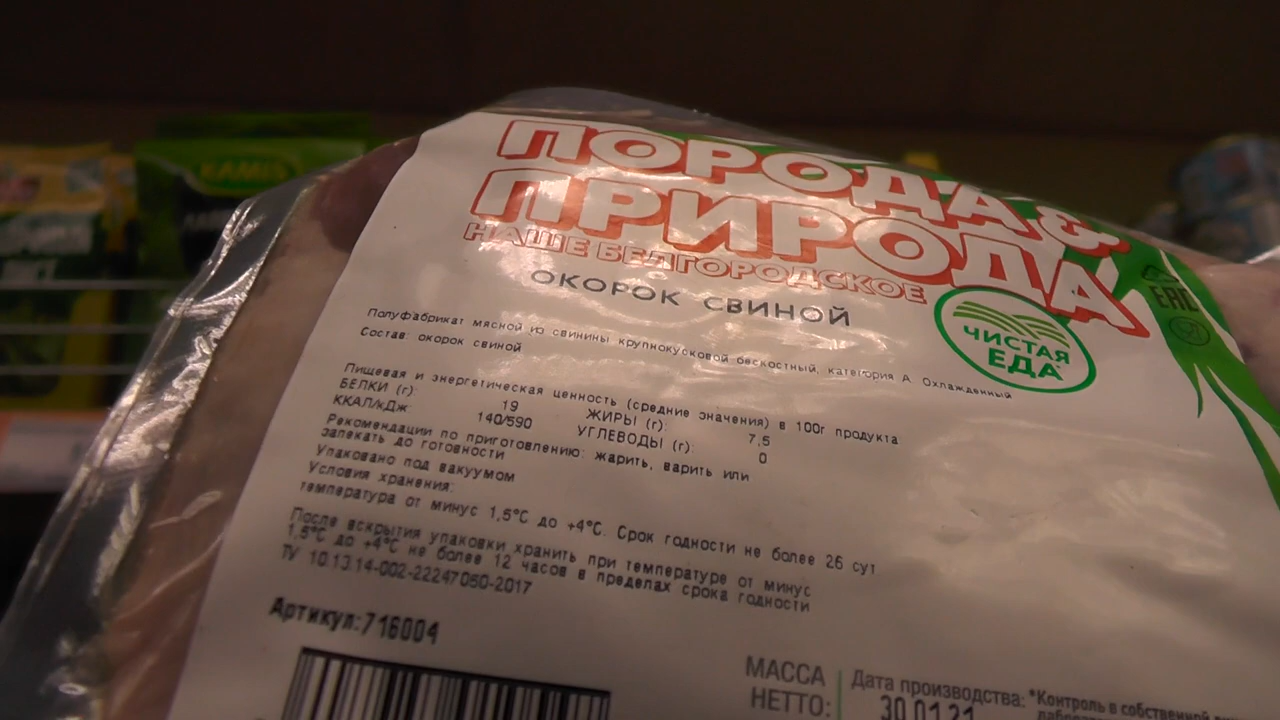 KAMIS
ПОРОДА &
ПРИРОДА
НАШЕ БЕЛГОРОДСКОЕ
ОКОРОК СВИНОЙ
ЧИСТАЯ
ЕДА
EAC
Полуфабрикат мясной из свинины крупнокусковой бескостный, категория А. Охлажденный
Состав: окорок свиной
Пищевая и энергетическая ценность (средние значения) в 100г продукта
БЕЛКИ (г): 19 ЖИРЫ (г): 7,5
ККАЛ/кДж 140/590 УГЛЕВОДЫ (г): 0
Рекомендации по приготовлению: жарить, варить или
запекать до готовности
Упаковано под вакуумом
Условия хранения:
температура от минус 1,5°С до +4°С. Срок годности не более 26 сут
После вскрытия упаковки хранить при температуре от минус
1,5°С до +4°С не более 12 часов в пределах срока годности
ТУ 10.13.14-002-22247060-2017
Артикул:716004
МАССА
НЕТТО:
Дата производства:
30.01.21
*Контроль в собственной